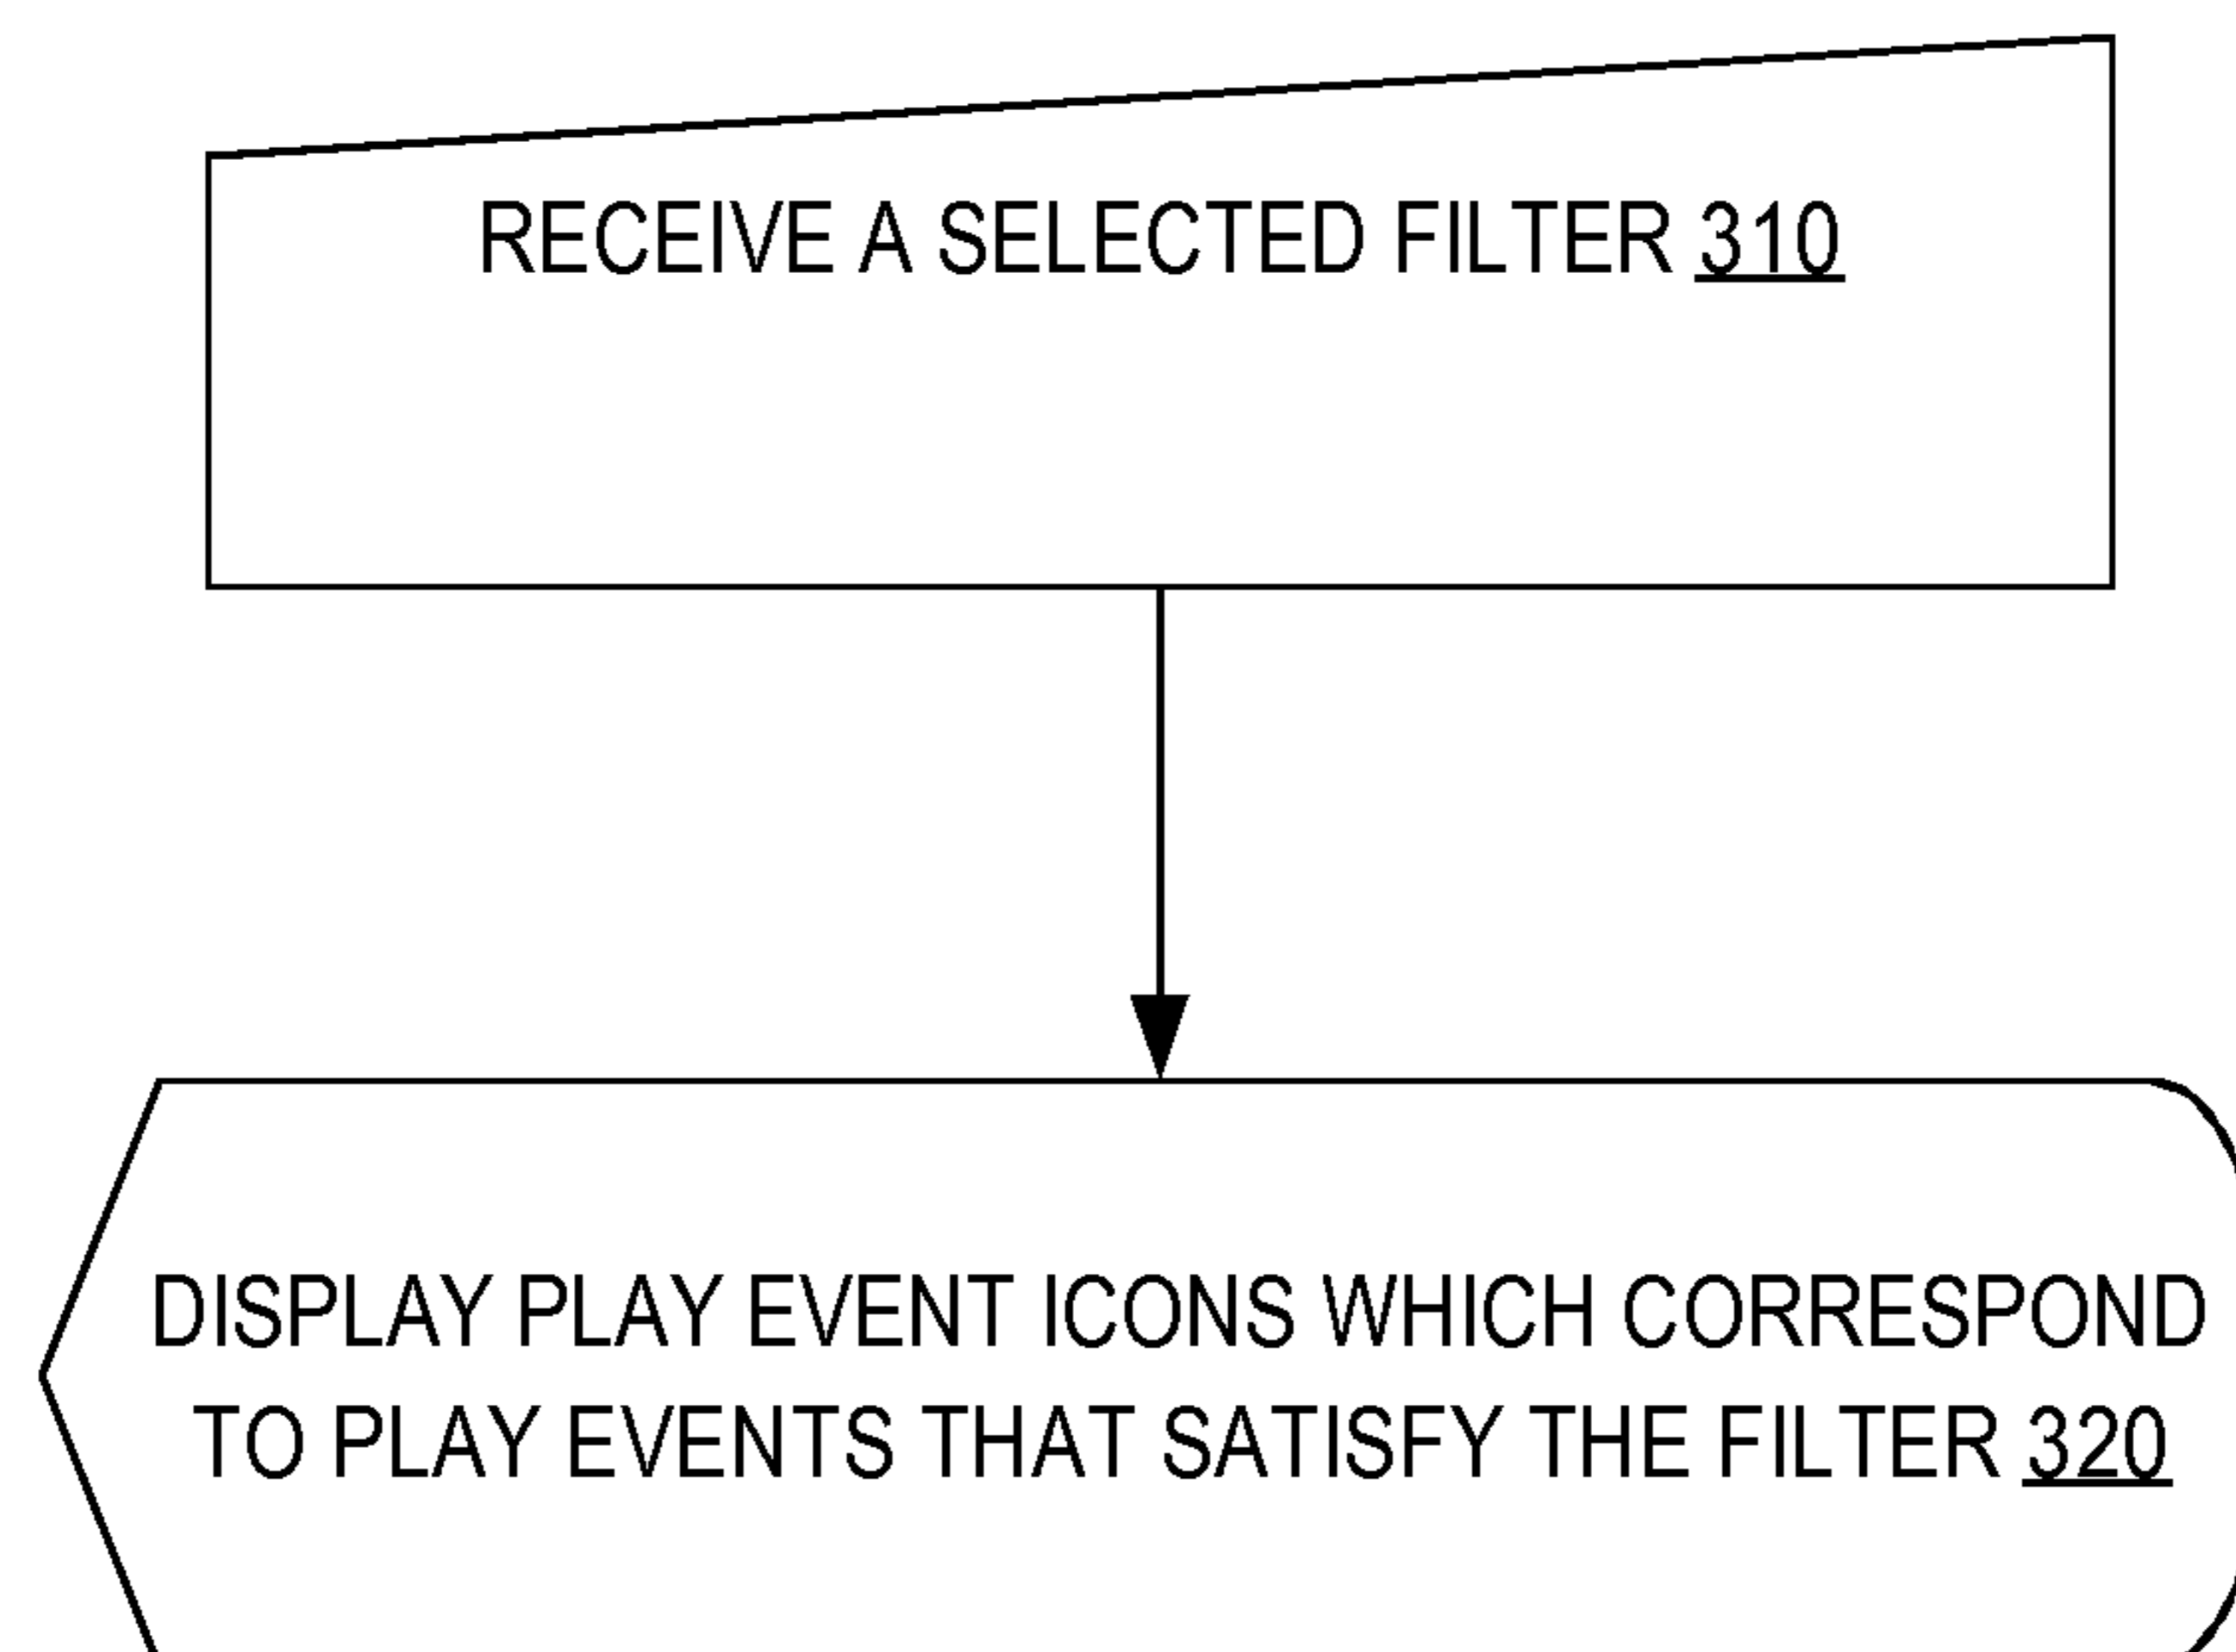 RECEIVE A SELECTED FILTER 310
DISPLAY PLAY EVENT ICONS WHICH CORRESPOND
TO PLAY EVENTS THAT SATISFY THE FILTER 320